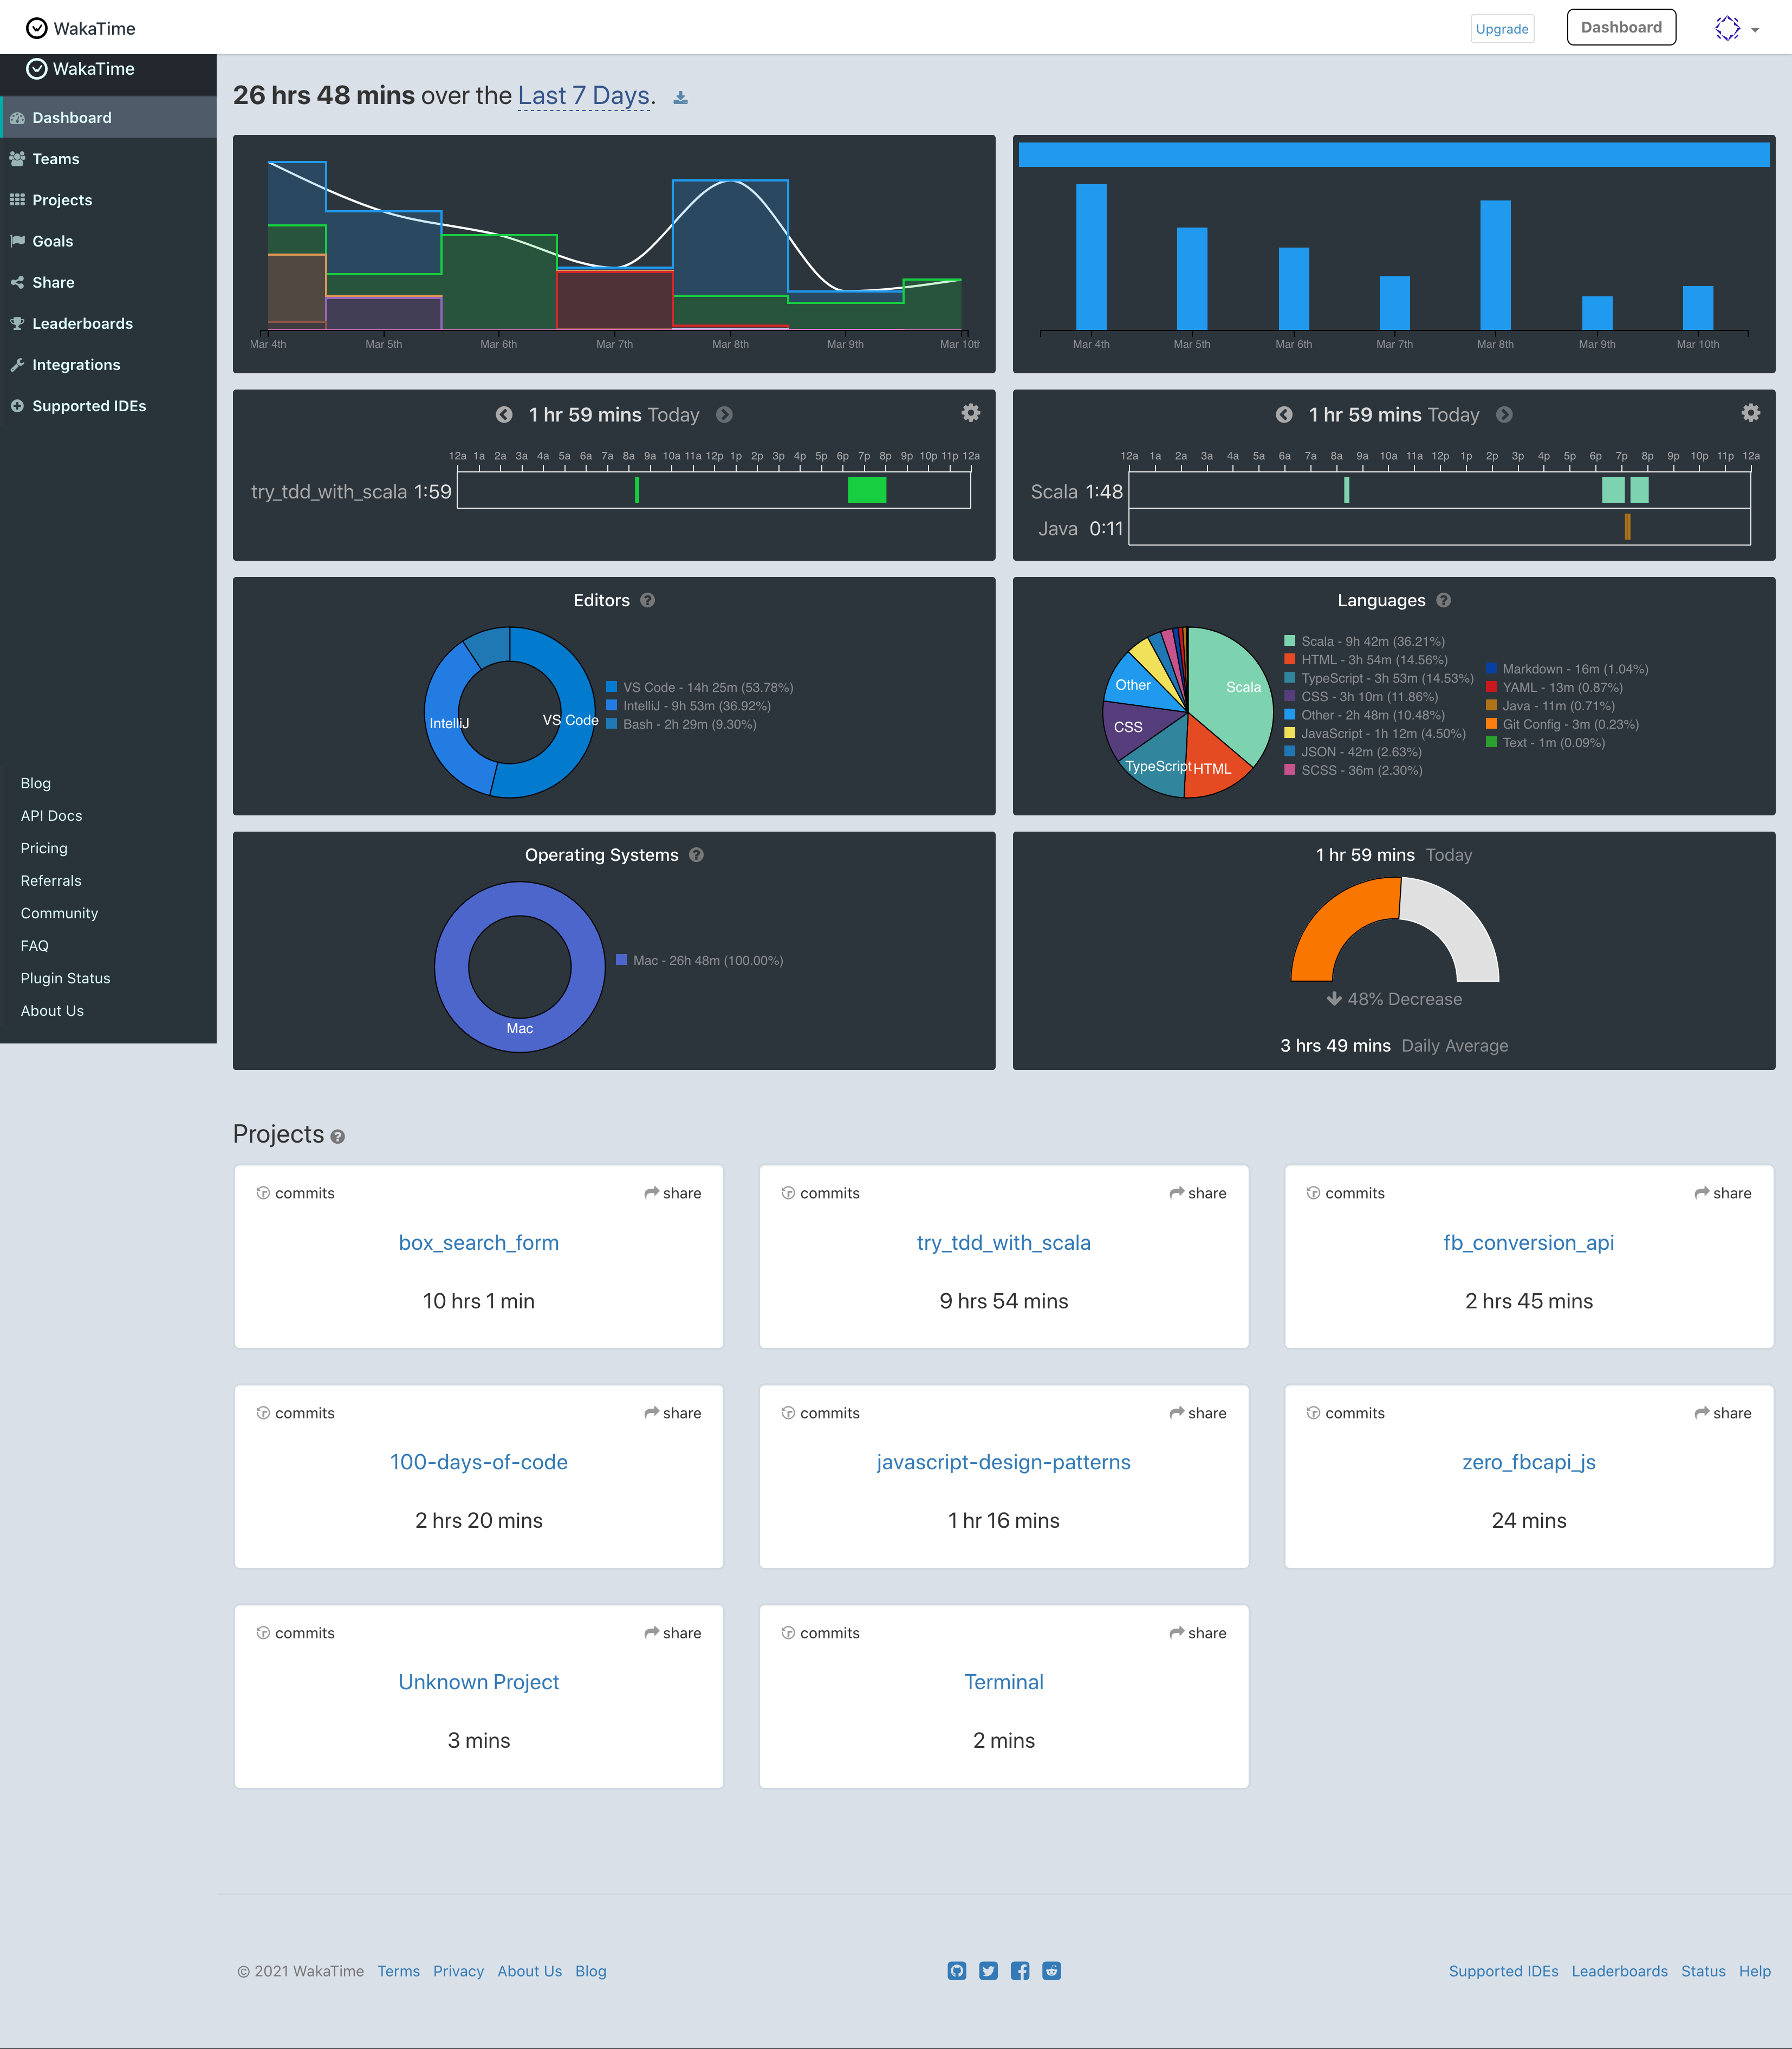 WakaTime
Upgrade
Dashboard
WakaTime
Dashboard
Teams
Projects
Goals
Share
Leaderboards
Integrations
Supported IDEs
Blog
API Docs
Pricing
Referrals
Community
FAQ
Plugin Status
About Us
26 hrs 48 mins over the Last 7 Days.
Mar 4th Mar 5th Mar 6th Mar 7th Mar 8th Mar 9th Mar 10th
Mar 4th Mar 5th Mar 6th Mar 7th Mar 8th Mar 9th Mar 10th
1 hr 59 mins Today
12a 1a 2a 3a 4a 5a 6a 7a 8a 9a 10a 11a 12p 1p 2p 3p 4p 5p 6p 7p 8p 9p 10p 11p 12a
try_tdd_with_scala 1:59
1 hr 59 mins Today
12a 1a 2a 3a 4a 5a 6a 7a 8a 9a 10a 11a 12p 1p 2p 3p 4p 5p 6p 7p 8p 9p 10p 11p 12a
Scala 1:48
Java 0:11
Editors ?
IntelliJ
VS Code
VS Code - 14h 25m (53.78%)
IntelliJ - 9h 53m (36.92%)
Bash - 2h 29m (9.30%)
Languages ?
Scala
Other
CSS
TypeScript
HTML
Scala - 9h 42m (36.21%)
HTML - 3h 54m (14.56%)
TypeScript - 3h 53m (14.53%)
CSS - 3h 10m (11.86%)
Other - 2h 48m (10.48%)
JavaScript - 1h 12m (4.50%)
JSON - 42m (2.63%)
SCSS - 36m (2.30%)
Markdown - 16m (1.04%)
YAML - 13m (0.87%)
Java - 11m (0.71%)
Git Config - 3m (0.23%)
Text - 1m (0.09%)
Operating Systems ?
Mac
Mac - 26h 48m (100.00%)
1 hr 59 mins Today
48% Decrease
3 hrs 49 mins Daily Average
Projects ?
commits share
box_search_form
10 hrs 1 min
commits share
try_tdd_with_scala
9 hrs 54 mins
commits share
fb_conversion_api
2 hrs 45 mins
commits share
100-days-of-code
2 hrs 20 mins
commits share
javascript-design-patterns
1 hr 16 mins
commits share
zero_fbcapi_js
24 mins
commits share
Unknown Project
3 mins
commits share
Terminal
2 mins
© 2021 WakaTime Terms Privacy About Us Blog
Supported IDEs Leaderboards Status Help